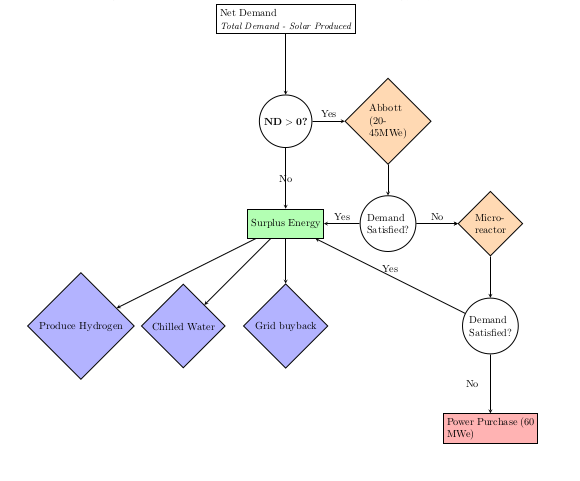 Net Demand
Total Demand - Solar Produced
ND > 0?
Yes
Abbott
(20-
45MWe)
No
Surplus Energy
Yes
Demand
Satisfied?
No
Micro-
reactor
Yes
Produce Hydrogen
Chilled Water
Grid buyback
Demand
Satisfied?
No
Power Purchase (60
MWe)